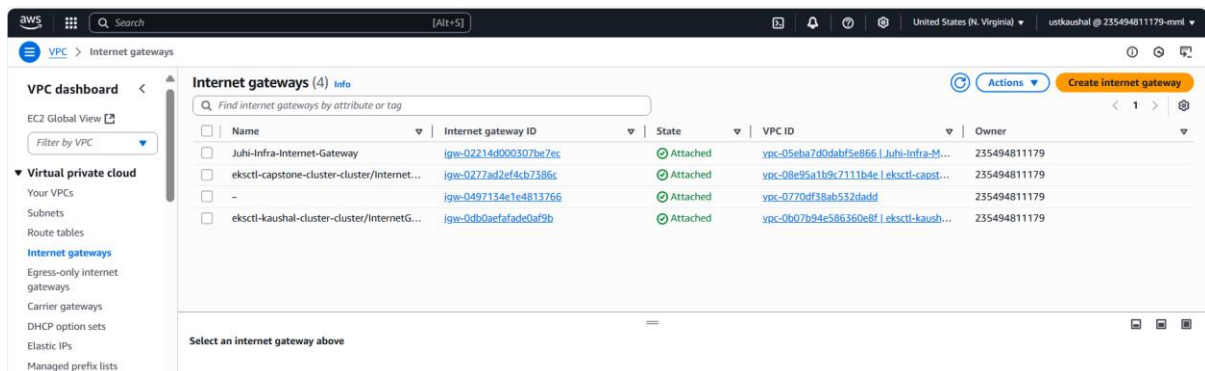 aws Search [Alt+S] United States (N. Virginia) ustkaushal @ 235494811179-mml
VPC > Internet gateways
VPC dashboard
EC2 Global View
Filter by VPC
Virtual private cloud
Your VPCs
Subnets
Route tables
Internet gateways
Egress-only internet
gateways
Carrier gateways
DHCP option sets
Elastic IPs
Managed prefix lists
Internet gateways (4) Info
Actions
Create internet gateway
Find internet gateways by attribute or tag
1
Name Internet gateway ID State VPC ID Owner
Juhi-Infra-Internet-Gateway igw-02214d000307be7ec Attached vpc-05eba7d0dabf5e866 | Juhi-Infra-M... 235494811179
eksctl-capstone-cluster-cluster/Internet... igw-0277ad2ef4cb7386c Attached vpc-08e95a1b9c7111b4e | eksctl-capst... 235494811179
– igw-0497134e1e4813766 Attached vpc-0770df38ab532dadd 235494811179
eksctl-kaushal-cluster-cluster/InternetG... igw-0db0aefafade0af9b Attached vpc-0b07b94e586360e8f | eksctl-kaush... 235494811179
Select an internet gateway above